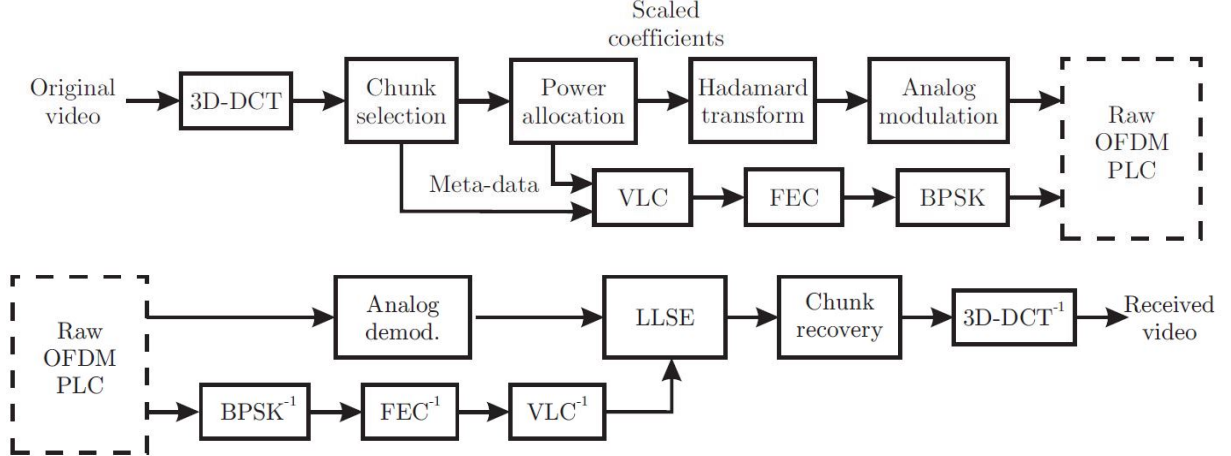 Scaled
coefficients
Original
video
3D-DCT
Chunk
selection
Power
allocation
Hadamard
transform
Analog
modulation
Raw
OFDM
PLC
Meta-data
VLC
FEC
BPSK
Raw
OFDM
PLC
Analog
demod.
LLSE
Chunk
recovery
3D-DCT⁻¹
Received
video
BPSK⁻¹
FEC⁻¹
VLC⁻¹